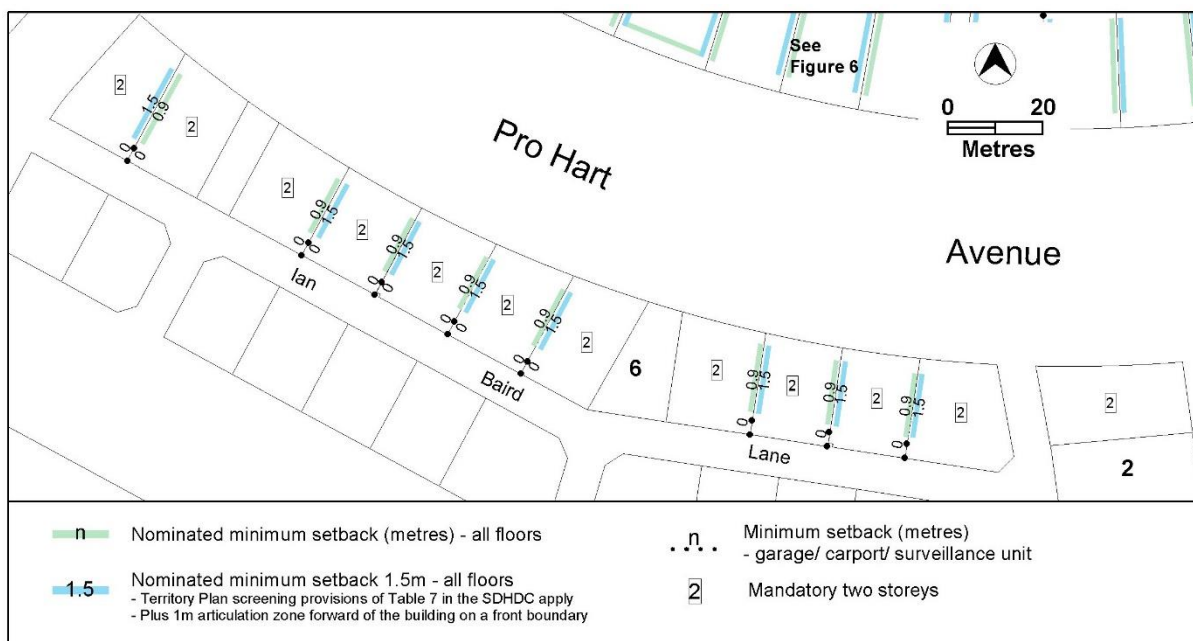 See
Figure 6
0 20
Metres
Pro Hart
Avenue
2
1.5
0.9
2
0
0
2
0.9
1.5
0
0
2
0.9
1.5
0
0
2
0.9
1.5
0
0
2
0.9
1.5
0
0
2
6
Ian
Baird
Lane
2
0.9
1.5
0
2
0.9
1.5
0
2
0.9
1.5
0
2
2
2
n Nominated minimum setback (metres) - all floors
1.5 Nominated minimum setback 1.5m - all floors
- Territory Plan screening provisions of Table 7 in the SDHDC apply
- Plus 1m articulation zone forward of the building on a front boundary
n Minimum setback (metres)
- garage/ carport/ surveillance unit
2 Mandatory two storeys